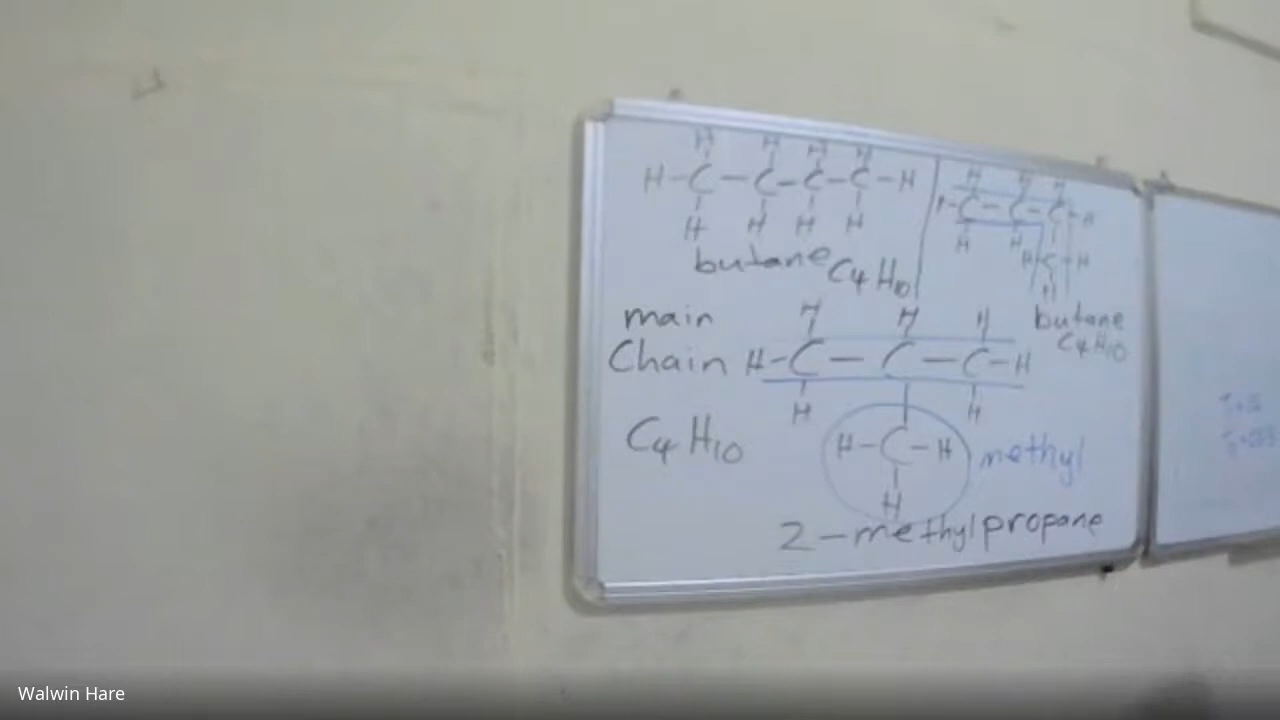 H H H H
H-C-C-C-C-H
H H H H
butane C4H10
H H H
H-C-C-C-H
H H
H-C-H
H
butane
C4H10
main
Chain
H H H
H-C-C-C-H
H H
H-C-H
H
methyl
C4H10
2-methylpropane
Walwin Hare